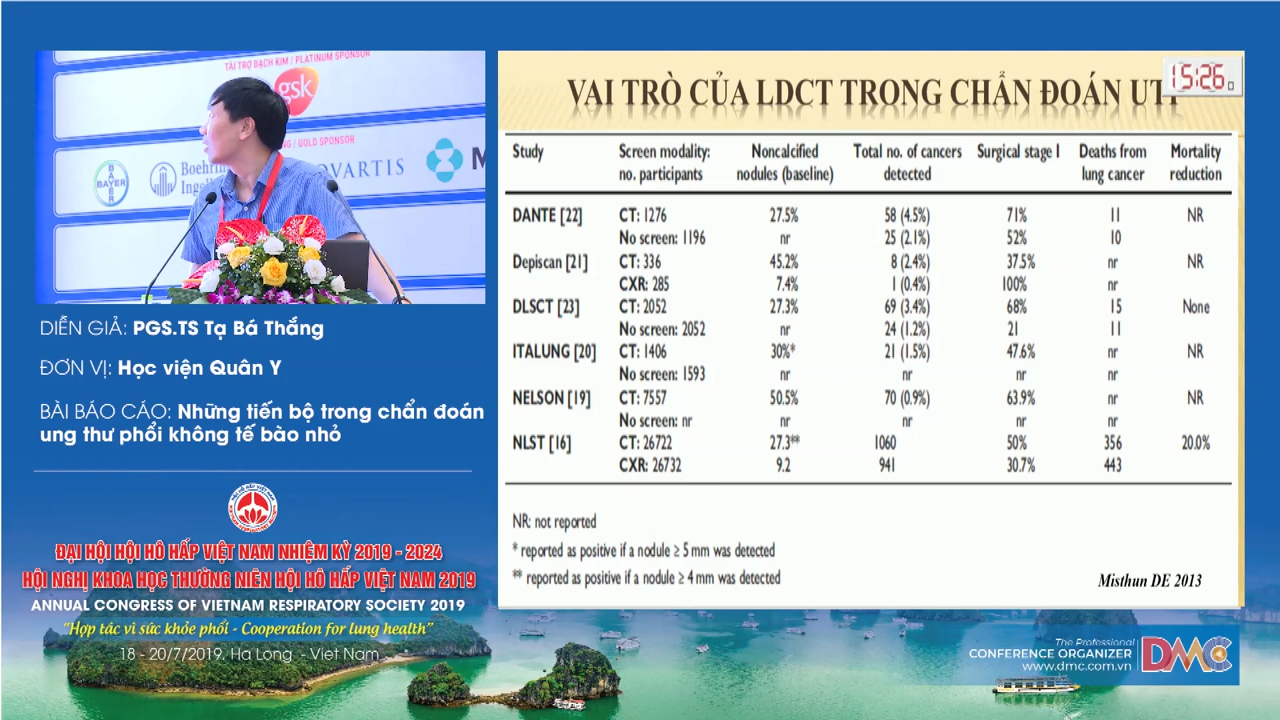 TÀI TRỢ BẠCH KIM / PLATINUM SPONSOR
gsk
/ GOLD SPONSOR
BAYER
BAYER
Boehringer
Ingel
OVARTIS
M
DIỄN GIẢ: PGS.TS Tạ Bá Thắng
ĐƠN VỊ: Học viện Quân Y
BÀI BÁO CÁO: Những tiến bộ trong chẩn đoán
ung thư phổi không tế bào nhỏ
ĐẠI HỘI HỘI HÔ HẤP VIỆT NAM NHIỆM KỲ 2019 - 2024
HỘI NGHỊ KHOA HỌC THƯỜNG NIÊN HỘI HÔ HẤP VIỆT NAM 2019
ANNUAL CONGRESS OF VIETNAM RESPIRATORY SOCIETY 2019
"Hợp tác vì sức khỏe phổi - Cooperation for lung health"
18 - 20/7/2019. Ha Long - Viet Nam
15:26
VAI TRÒ CỦA LDCT TRONG CHẨN ĐOÁN UTP
Study Screen modality: Noncalcified Total no. of cancers Surgical stage I Deaths from Mortality
no. participants nodules (baseline) detected lung cancer reduction
DANTE [22] CT: 1276 27.5% 58 (4.5%) 71% 11 NR
No screen: 1196 nr 25 (2.1%) 52% 10
Depiscan [21] CT: 336 45.2% 8 (2.4%) 37.5% nr NR
CXR: 285 7.4% 1 (0.4%) 100% nr
DLSCT [23] CT: 2052 27.3% 69 (3.4%) 68% 15 None
No screen: 2052 nr 24 (1.2%) 21 11
ITALUNG [20] CT: 1406 30%* 21 (1.5%) 47.6% nr NR
No screen: 1593 nr nr nr nr
NELSON [19] CT: 7557 50.5% 70 (0.9%) 63.9% nr NR
No screen: nr nr nr nr nr
NLST [16] CT: 26722 27.3** 1060 50% 356 20.0%
CXR: 26732 9.2 941 30.7% 443
NR: not reported
* reported as positive if a nodule ≥ 5 mm was detected
** reported as positive if a nodule ≥ 4 mm was detected
Misthun DE 2013
The Professional
CONFERENCE ORGANIZER
www.dmc.com.vn
DMC